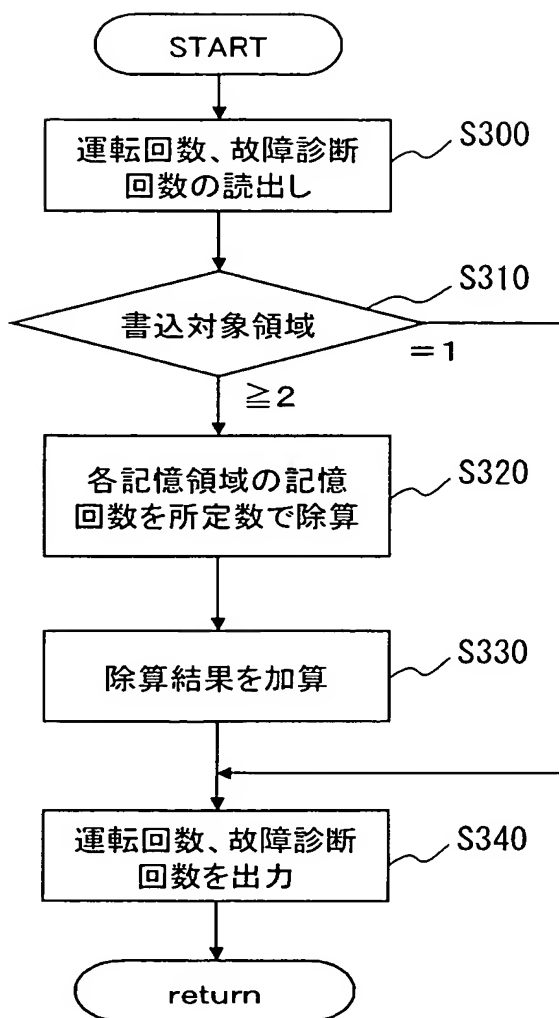 START
運転回数、故障診断
回数の読出し
S300
書込対象領域
S310
=1
≧2
各記憶領域の記憶
回数を所定数で除算
S320
除算結果を加算
S330
運転回数、故障診断
回数を出力
S340
return